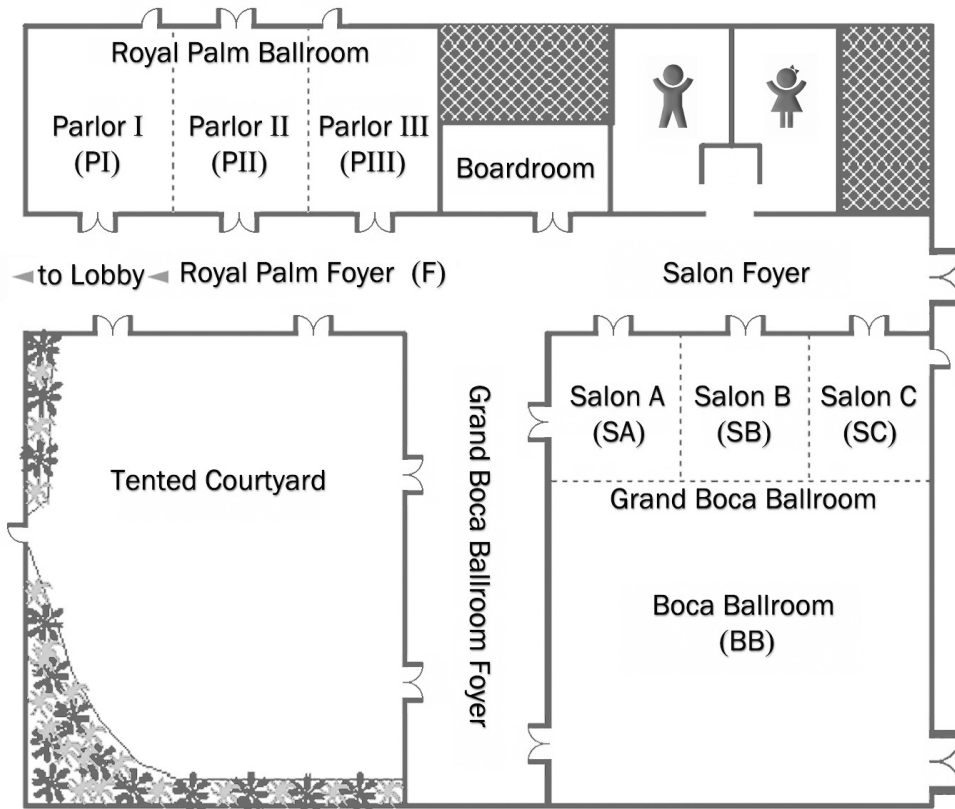 Royal Palm Ballroom
Parlor I
(PI)
Parlor II
(PII)
Parlor III
(PIII)
Boardroom
to Lobby
Royal Palm Foyer (F)
Salon Foyer
Salon A
(SA)
Salon B
(SB)
Salon C
(SC)
Tented Courtyard
Grand Boca Ballroom Foyer
Grand Boca Ballroom
Boca Ballroom
(BB)